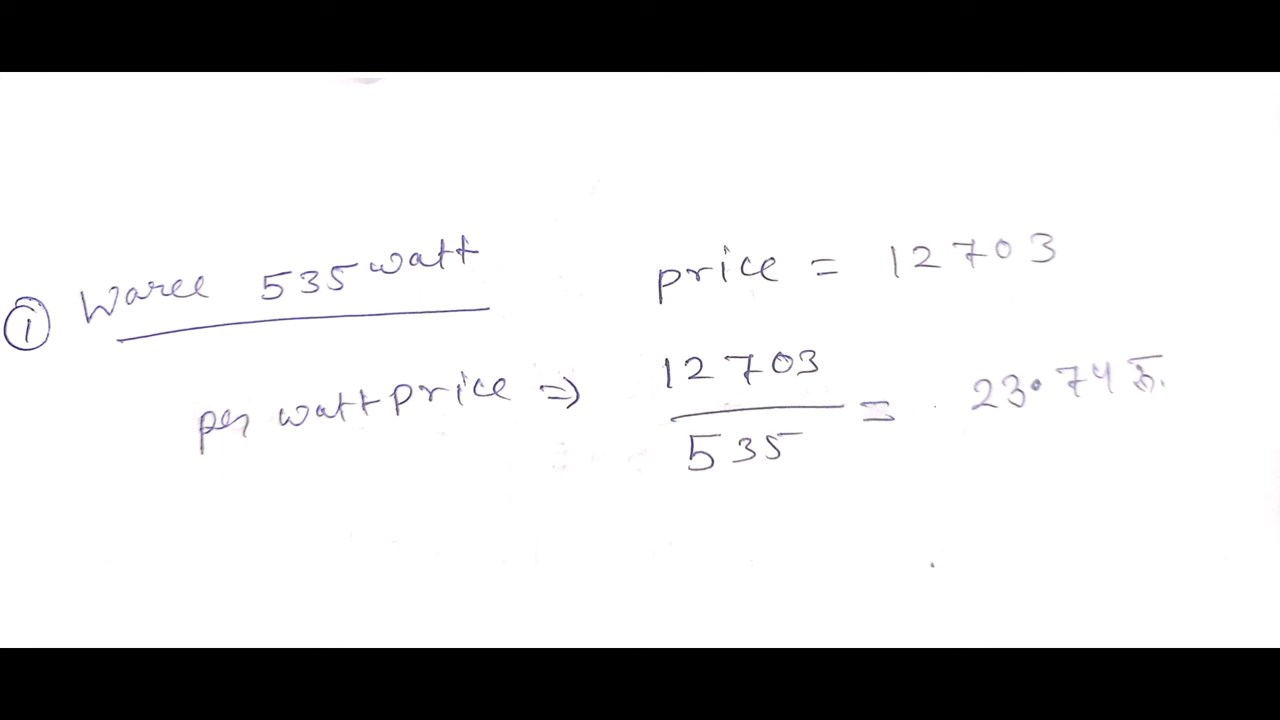 ① Waree 535 watt
price = 12703
per watt price ⇒ 12703 / 535 = 23.74 रु.